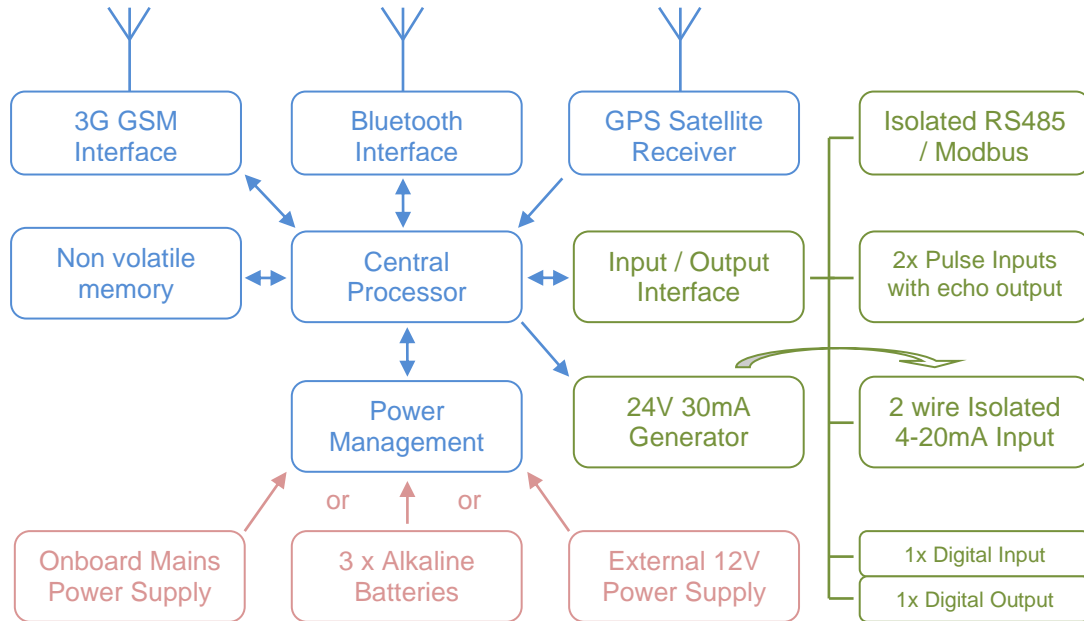 3G GSM
Interface
Bluetooth
Interface
GPS Satellite
Receiver
Isolated RS485
/ Modbus
Non volatile
memory
Central
Processor
Input / Output
Interface
2x Pulse Inputs
with echo output
Power
Management
24V 30mA
Generator
2 wire Isolated
4-20mA Input
or
or
Onboard Mains
Power Supply
3 x Alkaline
Batteries
External 12V
Power Supply
1x Digital Input
1x Digital Output